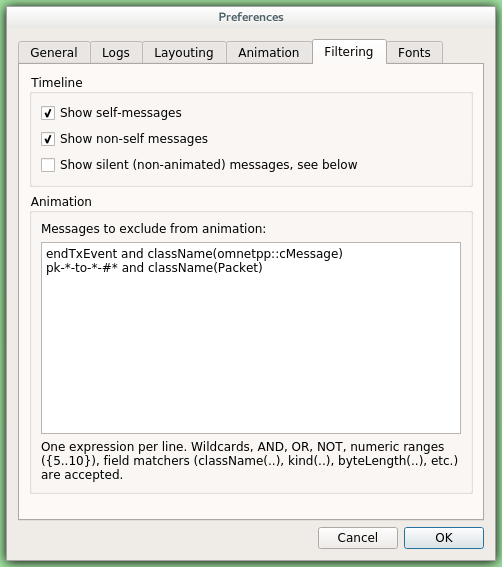 Preferences
General Logs Layouting Animation Filtering Fonts
Timeline
Show self-messages
Show non-self messages
Show silent (non-animated) messages, see below
Animation
Messages to exclude from animation:
endTxEvent and className(omnetpp::cMessage)
pk-*-to-*-#* and className(Packet)
One expression per line. Wildcards, AND, OR, NOT, numeric ranges
({5..10}), field matchers (className(..), kind(..), byteLength(..), etc.)
are accepted.
Cancel OK